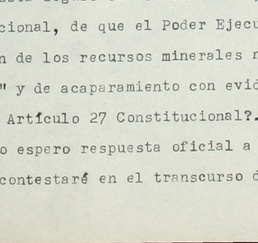 cional, de que el Poder Ejecu
n de los recursos minerales n
" y de acaparamiento con evid
Artículo 27 Constitucional?.
o espero respuesta oficial a
contestaré en el transcurso d